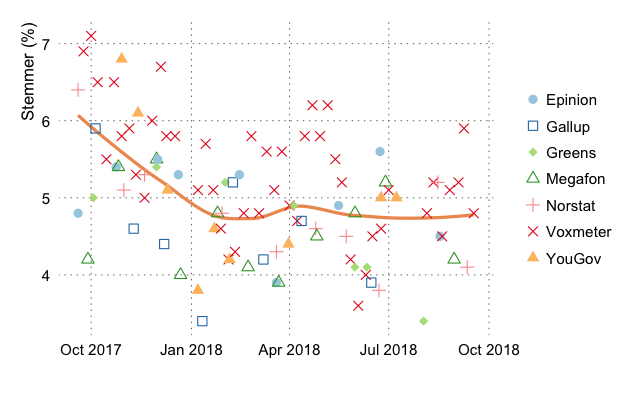 Stemmer (%)
7
6
5
4
Oct 2017 Jan 2018 Apr 2018 Jul 2018 Oct 2018
Epinion
Gallup
Greens
Megafon
Norstat
Voxmeter
YouGov